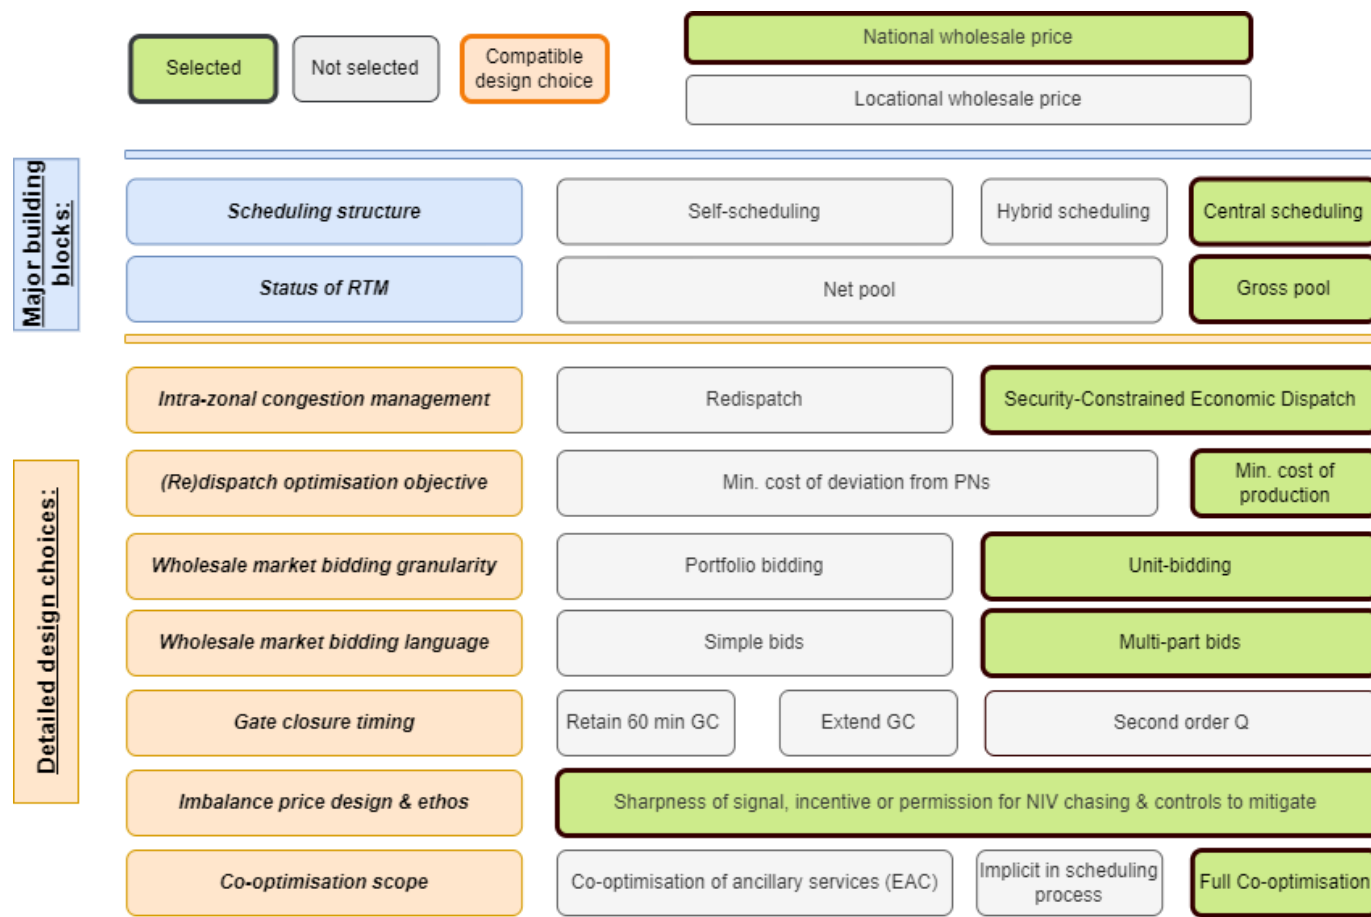 Selected
Not selected
Compatible
design choice
National wholesale price
Locational wholesale price
Major building
blocks:
Scheduling structure
Self-scheduling
Hybrid scheduling
Central scheduling
Status of RTM
Net pool
Gross pool
Detailed design choices:
Intra-zonal congestion management
Redispatch
Security-Constrained Economic Dispatch
(Re)dispatch optimisation objective
Min. cost of deviation from PNs
Min. cost of
production
Wholesale market bidding granularity
Portfolio bidding
Unit-bidding
Wholesale market bidding language
Simple bids
Multi-part bids
Gate closure timing
Retain 60 min GC
Extend GC
Second order Q
Imbalance price design & ethos
Sharpness of signal, incentive or permission for NIV chasing & controls to mitigate
Co-optimisation scope
Co-optimisation of ancillary services (EAC)
Implicit in scheduling
process
Full Co-optimisation